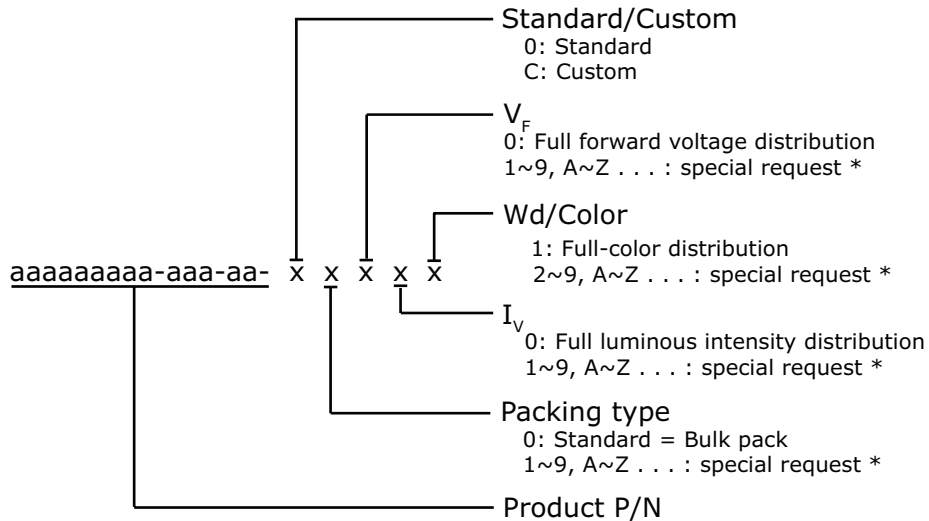 Standard/Custom
0: Standard
C: Custom
VF
0: Full forward voltage distribution
1~9, A~Z . . . : special request *
Wd/Color
1: Full-color distribution
2~9, A~Z . . . : special request *
aaaaaaaaa-aaa-aa- x x x x x
IV
0: Full luminous intensity distribution
1~9, A~Z . . . : special request *
Packing type
0: Standard = Bulk pack
1~9, A~Z . . . : special request *
Product P/N